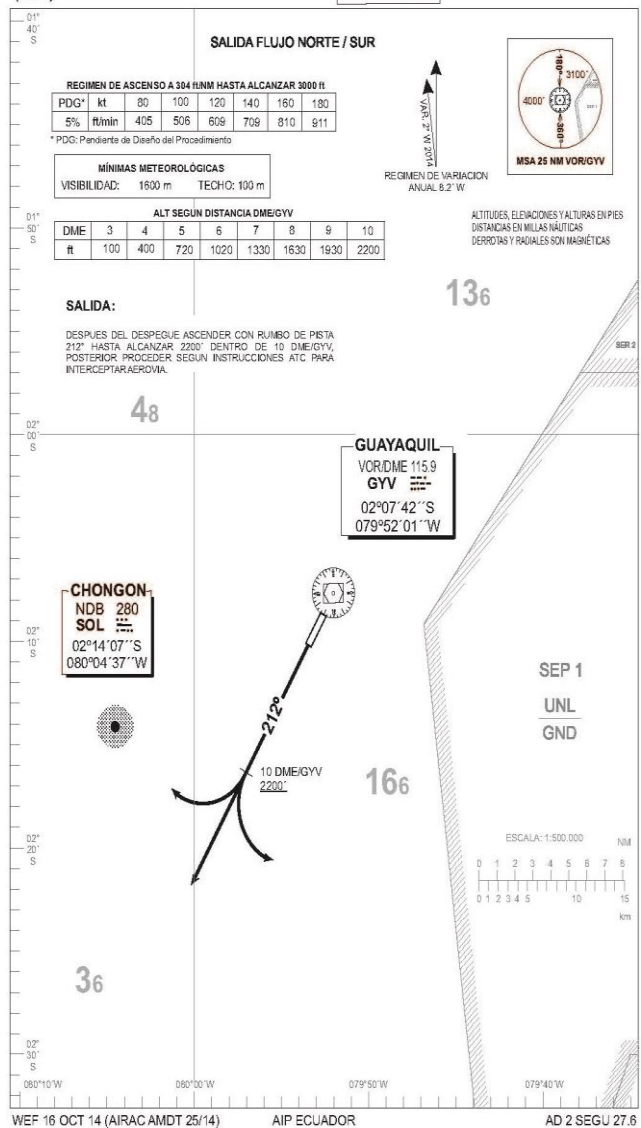 01° 40' S
SALIDA FLUJO NORTE / SUR
REGIMEN DE ASCENSO A 304 ft/NM HASTA ALCANZAR 3000 ft
PDG* kt 80 100 120 140 160 180
5% ft/min 405 506 609 709 810 911
* PDG: Pendiente de Diseño del Procedimiento
MÍNIMAS METEOROLÓGICAS
VISIBILIDAD: 1600 m TECHO: 100 m
VAR. 2° W 2014
REGIMEN DE VARIACION
ANUAL 8.2' W
180°
3100´
4000´
360°
MSA 25 NM VOR/GYV
01° 50' S
ALT SEGUN DISTANCIA DME/GYV
DME 3 4 5 6 7 8 9 10
ft 100 400 720 1020 1330 1630 1930 2200
ALTITUDES, ELEVACIONES Y ALTURAS EN PIES
DISTANCIAS EN MILLAS NÁUTICAS
DERROTAS Y RADIALES SON MAGNÉTICAS
SALIDA:
DESPUES DEL DESPEGUE ASCENDER CON RUMBO DE PISTA
212° HASTA ALCANZAR 2200´ DENTRO DE 10 DME/GYV,
POSTERIOR PROCEDER SEGUN INSTRUCCIONES ATC PARA
INTERCEPTAR AEROVIA.
136
SER 2
48
02° 00' S
GUAYAQUIL
VOR/DME 115.9
GYV
02°07´42´´S
079°52´01´´W
CHONGON
NDB 280
SOL
02°14´07´´S
080°04´37´´W
02° 10' S
SEP 1
UNL
GND
212°
10 DME/GYV
2200´
166
ESCALA: 1:500.000
NM
0 1 2 3 4 5 6 7 8
0 1 2 3 4 5 10 15
km
02° 20' S
36
02° 30' S
080°10'W 080°00'W 079°50'W 079°40'W
WEF 16 OCT 14 (AIRAC AMDT 25/14) AIP ECUADOR AD 2 SEGU 27.6